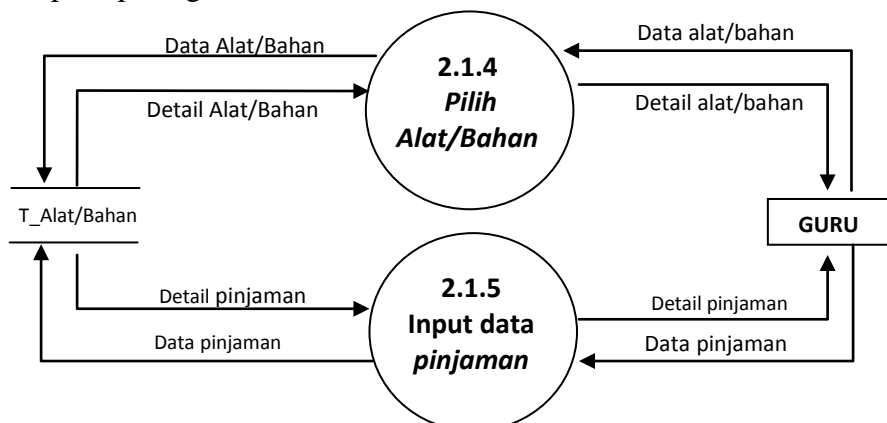 Data Alat/Bahan
Data alat/bahan
2.1.4
Pilih
Alat/Bahan
Detail Alat/Bahan
Detail alat/bahan
T_Alat/Bahan
GURU
2.1.5
Input data
pinjaman
Detail pinjaman
Detail pinjaman
Data pinjaman
Data pinjaman